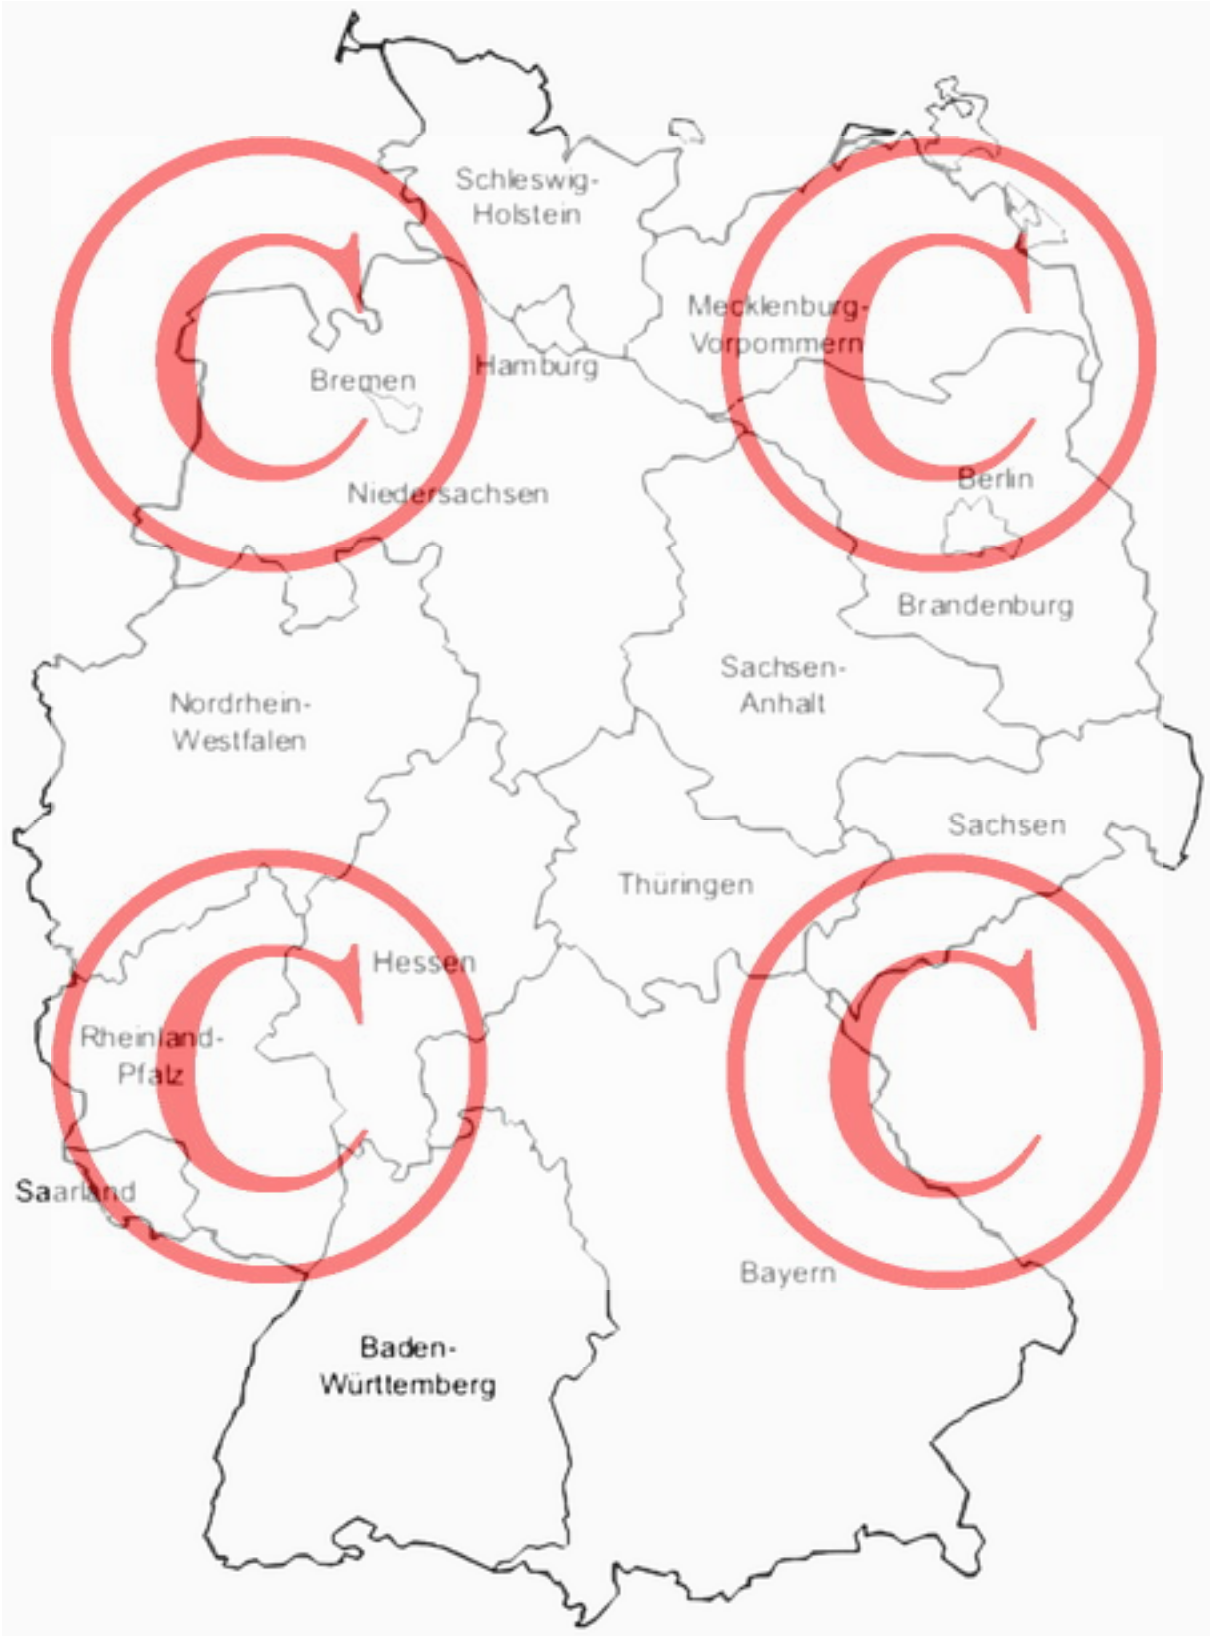 Schleswig-
Holstein
Mecklenburg-
Vorpommern
Hamburg
Bremen
Niedersachsen
Berlin
Brandenburg
Sachsen-
Anhalt
Nordrhein-
Westfalen
Sachsen
Thüringen
Hessen
Rheinland-
Pfalz
Saarland
Bayern
Baden-
Württemberg
C
C
C
C